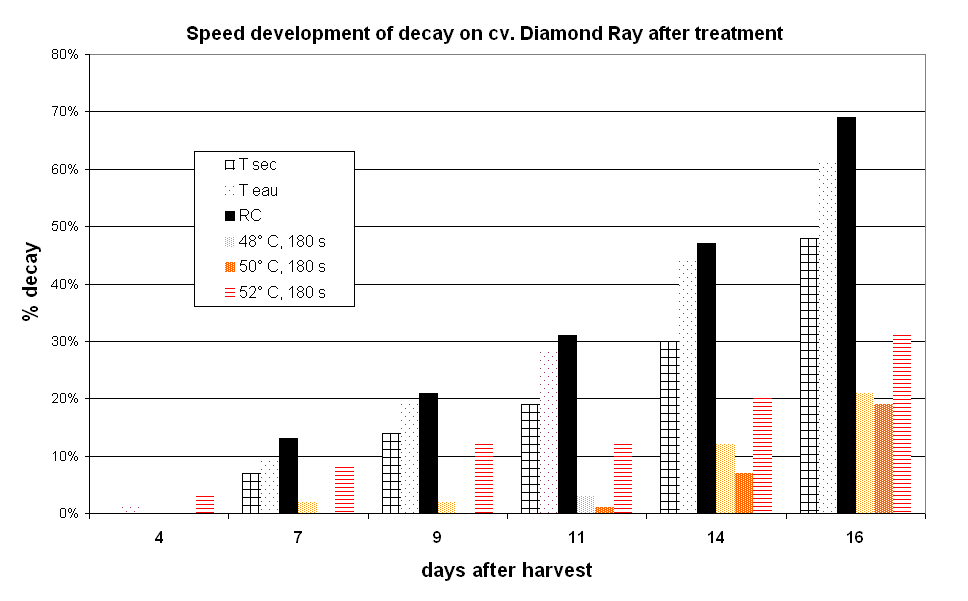 Speed development of decay on cv. Diamond Ray after treatment
80%
70%
60%
50%
40%
30%
20%
10%
0%
% decay
T sec
T eau
RC
48° C, 180 s
50° C, 180 s
52° C, 180 s
4 7 9 11 14 16
days after harvest